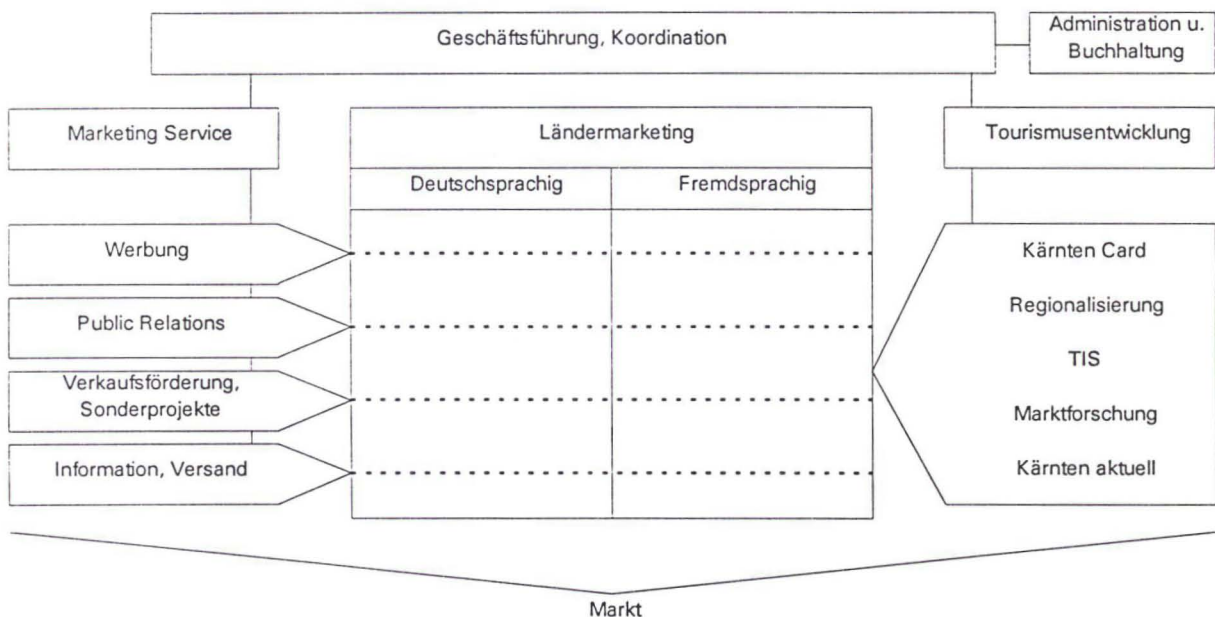 Geschäftsführung, Koordination
Administration u.
Buchhaltung
Marketing Service
Ländermarketing
Tourismusentwicklung
Deutschsprachig
Fremdsprachig
Werbung
Public Relations
Verkaufsförderung,
Sonderprojekte
Information, Versand
Kärnten Card
Regionalisierung
TIS
Marktforschung
Kärnten aktuell
Markt